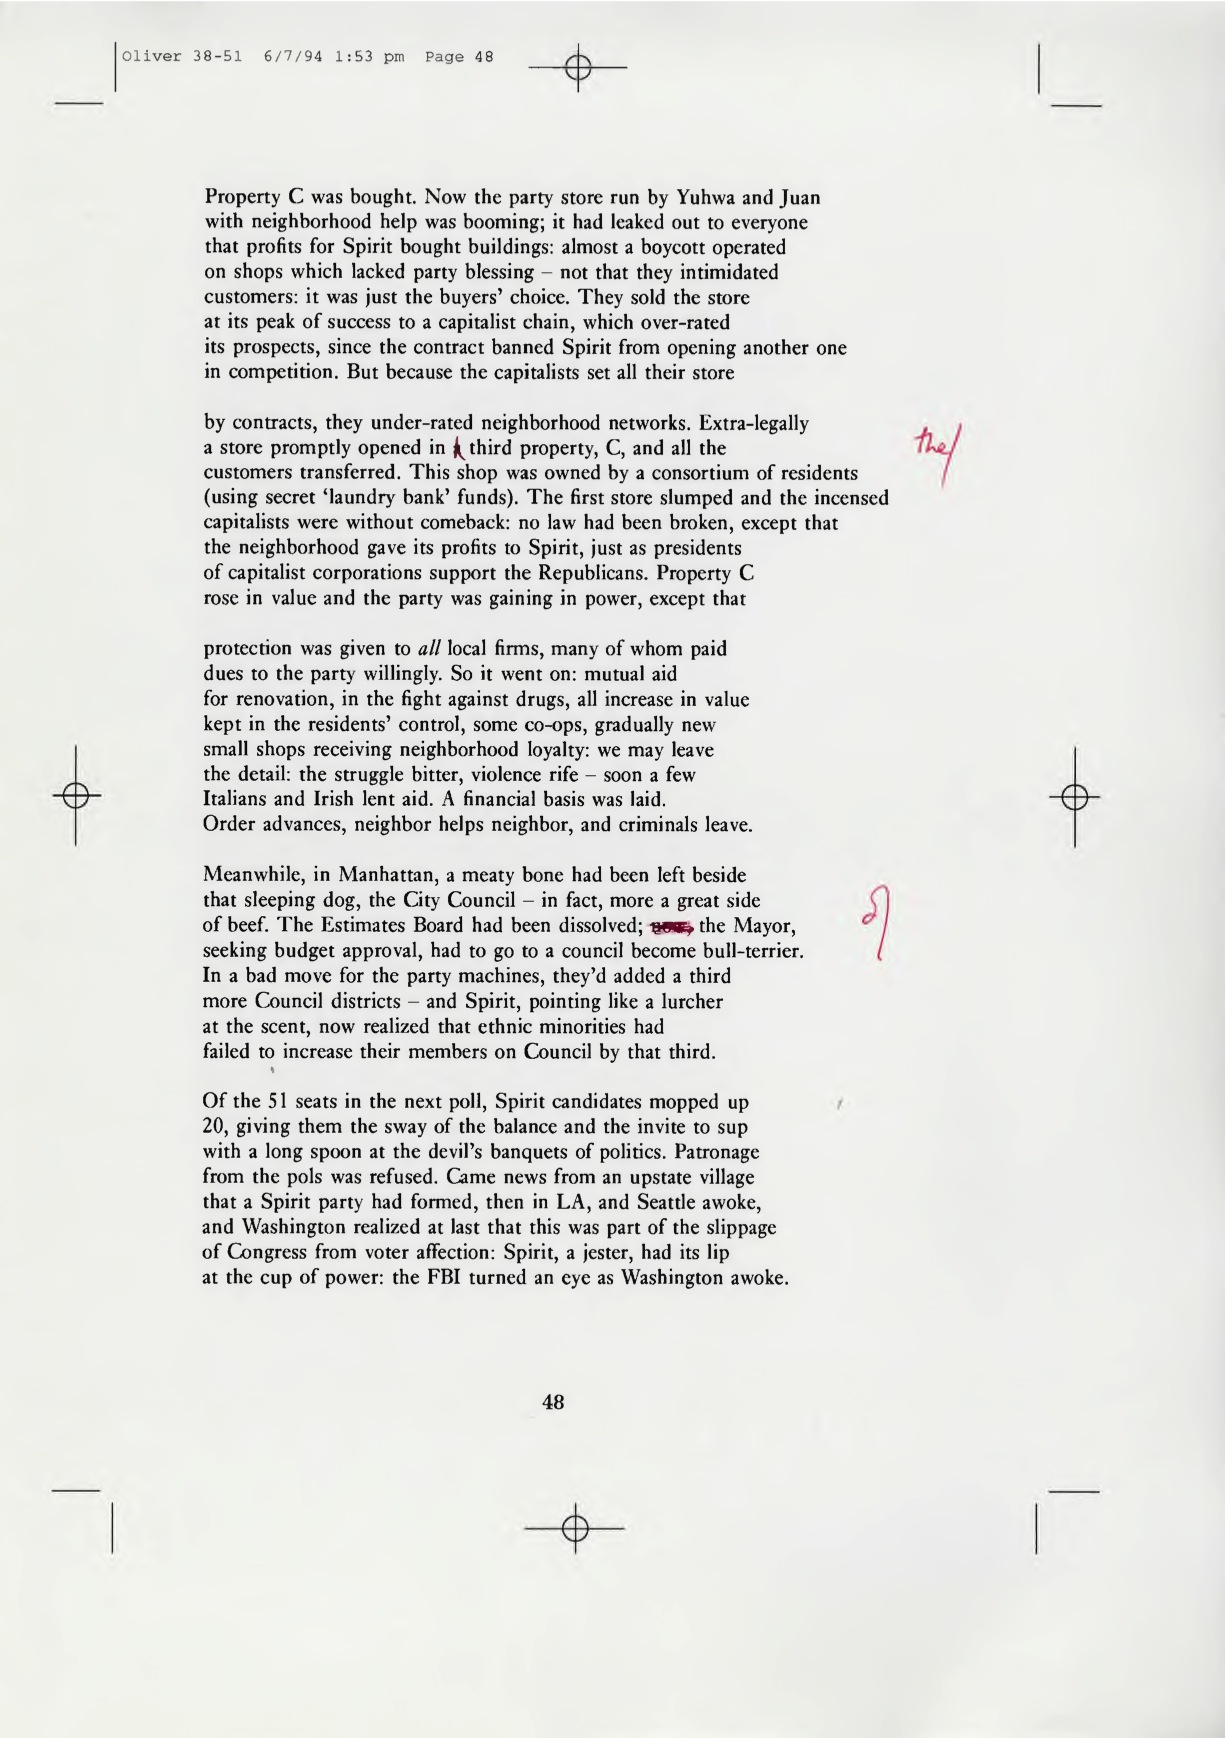 Oliver 38-51 6/7/94 1:53 pm Page 48
Property C was bought. Now the party store run by Yuhwa and Juan
with neighborhood help was booming; it had leaked out to everyone
that profits for Spirit bought buildings: almost a boycott operated
on shops which lacked party blessing – not that they intimidated
customers: it was just the buyers’ choice. They sold the store
at its peak of success to a capitalist chain, which over-rated
its prospects, since the contract banned Spirit from opening another one
in competition. But because the capitalists set all their store
by contracts, they under-rated neighborhood networks. Extra-legally
a store promptly opened in third property, C, and all the
the/
customers transferred. This shop was owned by a consortium of residents
(using secret ‘laundry bank’ funds). The first store slumped and the incensed
capitalists were without comeback: no law had been broken, except that
the neighborhood gave its profits to Spirit, just as presidents
of capitalist corporations support the Republicans. Property C
rose in value and the party was gaining in power, except that
protection was given to all local firms, many of whom paid
dues to the party willingly. So it went on: mutual aid
for renovation, in the fight against drugs, all increase in value
kept in the residents’ control, some co-ops, gradually new
small shops receiving neighborhood loyalty: we may leave
the detail: the struggle bitter, violence rife – soon a few
Italians and Irish lent aid. A financial basis was laid.
Order advances, neighbor helps neighbor, and criminals leave.
Meanwhile, in Manhattan, a meaty bone had been left beside
that sleeping dog, the City Council – in fact, more a great side
of beef. The Estimates Board had been dissolved; the Mayor,
seeking budget approval, had to go to a council become bull-terrier.
In a bad move for the party machines, they’d added a third
more Council districts – and Spirit, pointing like a lurcher
at the scent, now realized that ethnic minorities had
failed to increase their members on Council by that third.
Of the 51 seats in the next poll, Spirit candidates mopped up
20, giving them the sway of the balance and the invite to sup
with a long spoon at the devil’s banquets of politics. Patronage
from the pols was refused. Came news from an upstate village
that a Spirit party had formed, then in LA, and Seattle awoke,
and Washington realized at last that this was part of the slippage
of Congress from voter affection: Spirit, a jester, had its lip
at the cup of power: the FBI turned an eye as Washington awoke.
48